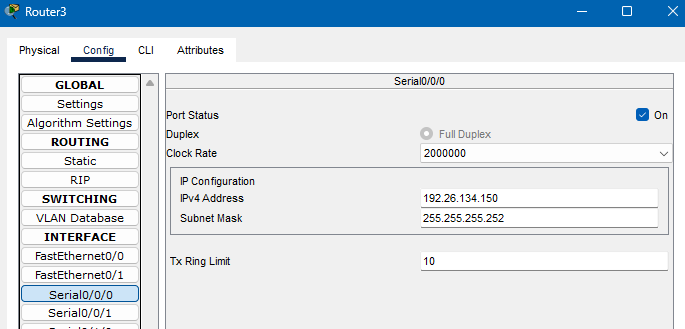 Router3
Physical Config CLI Attributes
GLOBAL
Settings
Algorithm Settings
ROUTING
Static
RIP
SWITCHING
VLAN Database
INTERFACE
FastEthernet0/0
FastEthernet0/1
Serial0/0/0
Serial0/0/1
Serial0/0/0
Port Status On
Duplex Full Duplex
Clock Rate 2000000
IP Configuration
IPv4 Address 192.26.134.150
Subnet Mask 255.255.255.252
Tx Ring Limit 10